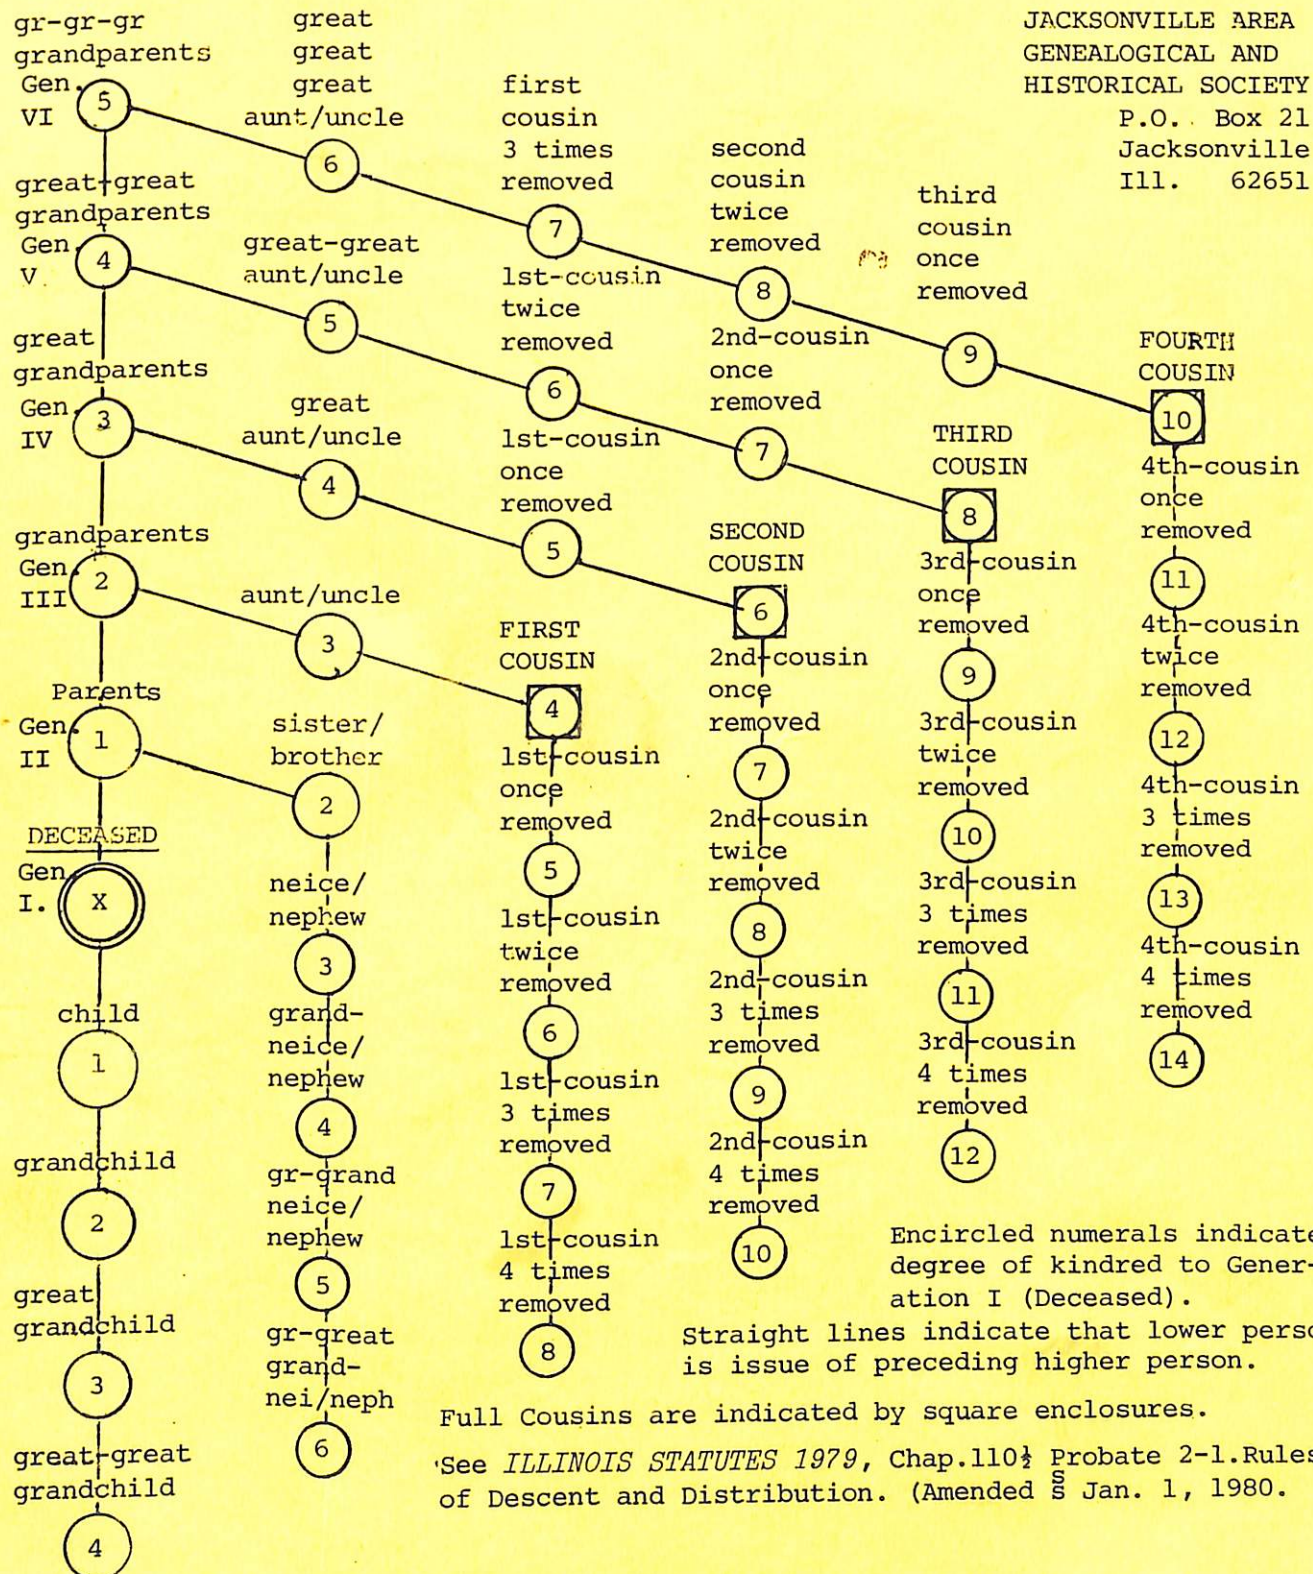 gr-gr-gr
grandparents
Gen.
VI
5
great
great
great
aunt/uncle
6
first
cousin
3 times
removed
7
second
cousin
twice
removed
8
third
cousin
once
removed
9
FOURTH
COUSIN
10
JACKSONVILLE AREA
GENEALOGICAL AND
HISTORICAL SOCIETY
P.O. Box 21
Jacksonville
Ill. 62651
great-great
grandparents
Gen.
V.
4
great-great
aunt/uncle
5
1st-cousin
twice
removed
6
2nd-cousin
once
removed
7
THIRD
COUSIN
8
great
grandparents
Gen.
IV
3
great
aunt/uncle
4
1st-cousin
once
removed
5
SECOND
COUSIN
6
grandparents
Gen.
III
2
aunt/uncle
3
FIRST
COUSIN
4
Parents
Gen.
II
1
sister/
brother
2
DECEASED
Gen.
I.
X
child
1
grandchild
2
great
grandchild
3
great-great
grandchild
4
neice/
nephew
3
grand-
neice/
nephew
4
gr-grand
neice/
nephew
5
gr-great
grand-
nei/neph
6
1st-cousin
once
removed
5
1st-cousin
twice
removed
6
1st-cousin
3 times
removed
7
1st-cousin
4 times
removed
8
2nd-cousin
once
removed
7
2nd-cousin
twice
removed
8
2nd-cousin
3 times
removed
9
2nd-cousin
4 times
removed
10
3rd-cousin
once
removed
9
3rd-cousin
twice
removed
10
3rd-cousin
3 times
removed
11
3rd-cousin
4 times
removed
12
4th-cousin
once
removed
11
4th-cousin
twice
removed
12
4th-cousin
3 times
removed
13
4th-cousin
4 times
removed
14
Encircled numerals indicate
degree of kindred to Gener-
ation I (Deceased).
Straight lines indicate that lower perso
is issue of preceding higher person.
Full Cousins are indicated by square enclosures.
See ILLINOIS STATUTES 1979, Chap.110½ Probate 2-1.Rules
of Descent and Distribution. (Amended § Jan. 1, 1980.